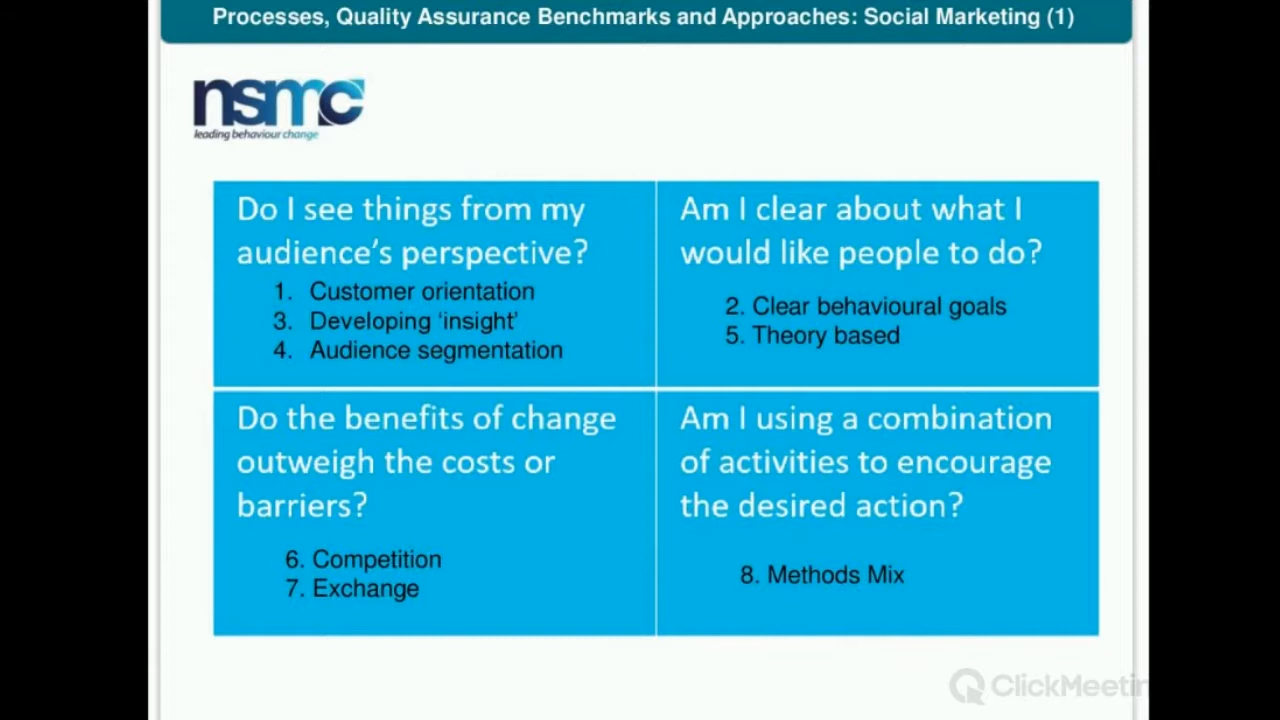 Processes, Quality Assurance Benchmarks and Approaches: Social Marketing (1)
nsmc
leading behaviour change
Do I see things from my
audience’s perspective?
1. Customer orientation
3. Developing ‘insight’
4. Audience segmentation
Am I clear about what I
would like people to do?
2. Clear behavioural goals
5. Theory based
Do the benefits of change
outweigh the costs or
barriers?
6. Competition
7. Exchange
Am I using a combination
of activities to encourage
the desired action?
8. Methods Mix
ClickMeetin